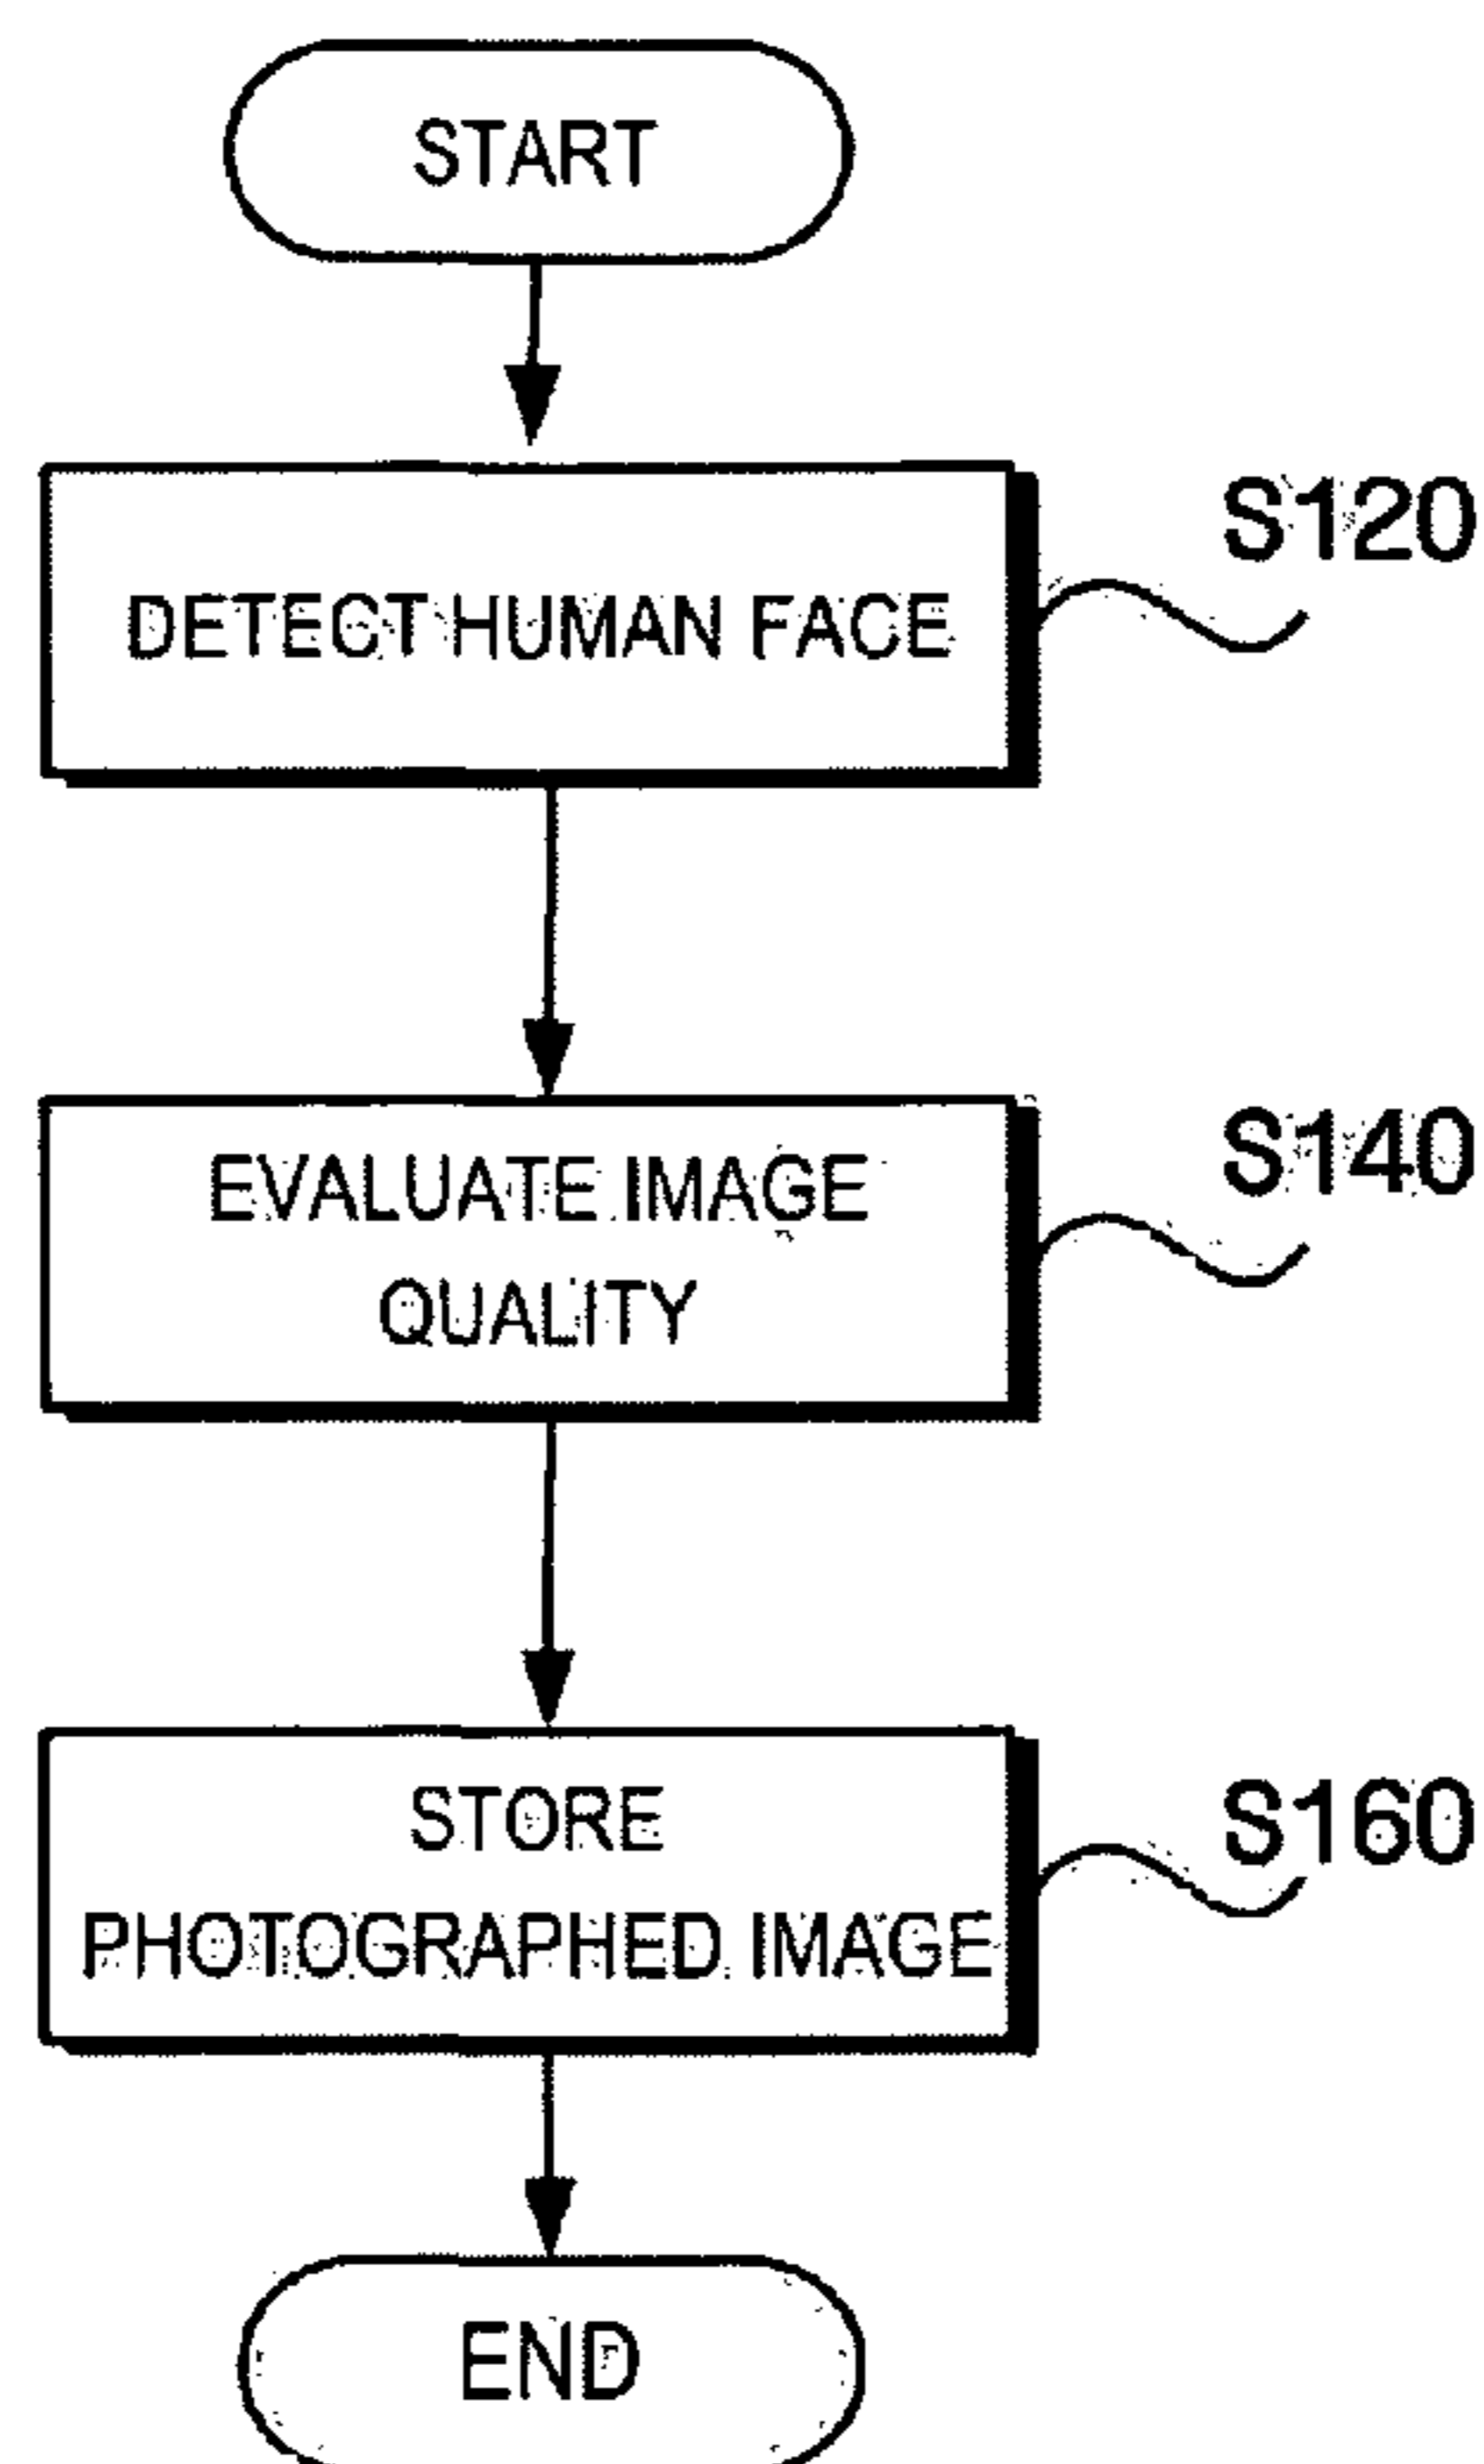 START
S120
DETECT HUMAN FACE
S140
EVALUATE IMAGE
QUALITY
S160
STORE
PHOTOGRAPHED IMAGE
END